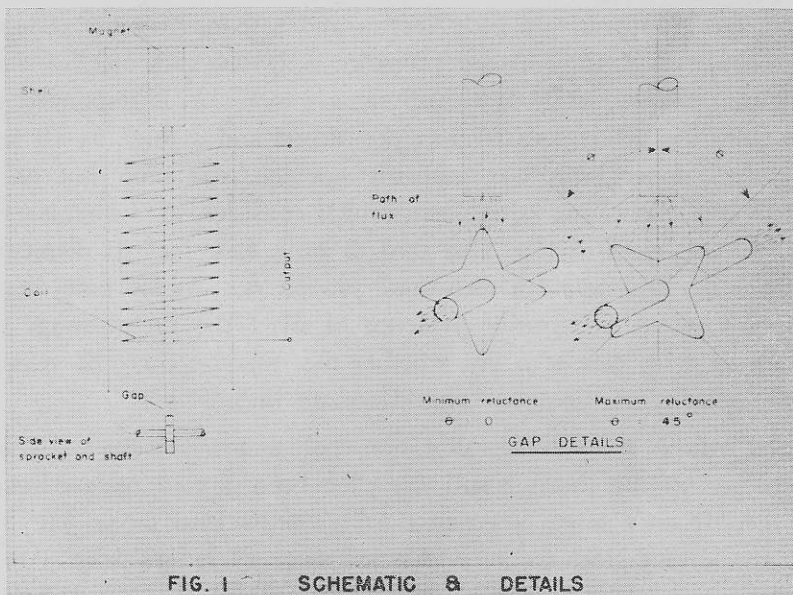 Magnet
Shell
Coil
Output
Gap
Side view of
sprocket and shaft
Path of
flux
θ
θ
Minimum reluctance
θ = 0
Maximum reluctance
θ = 45°
GAP DETAILS
FIG. 1 SCHEMATIC & DETAILS